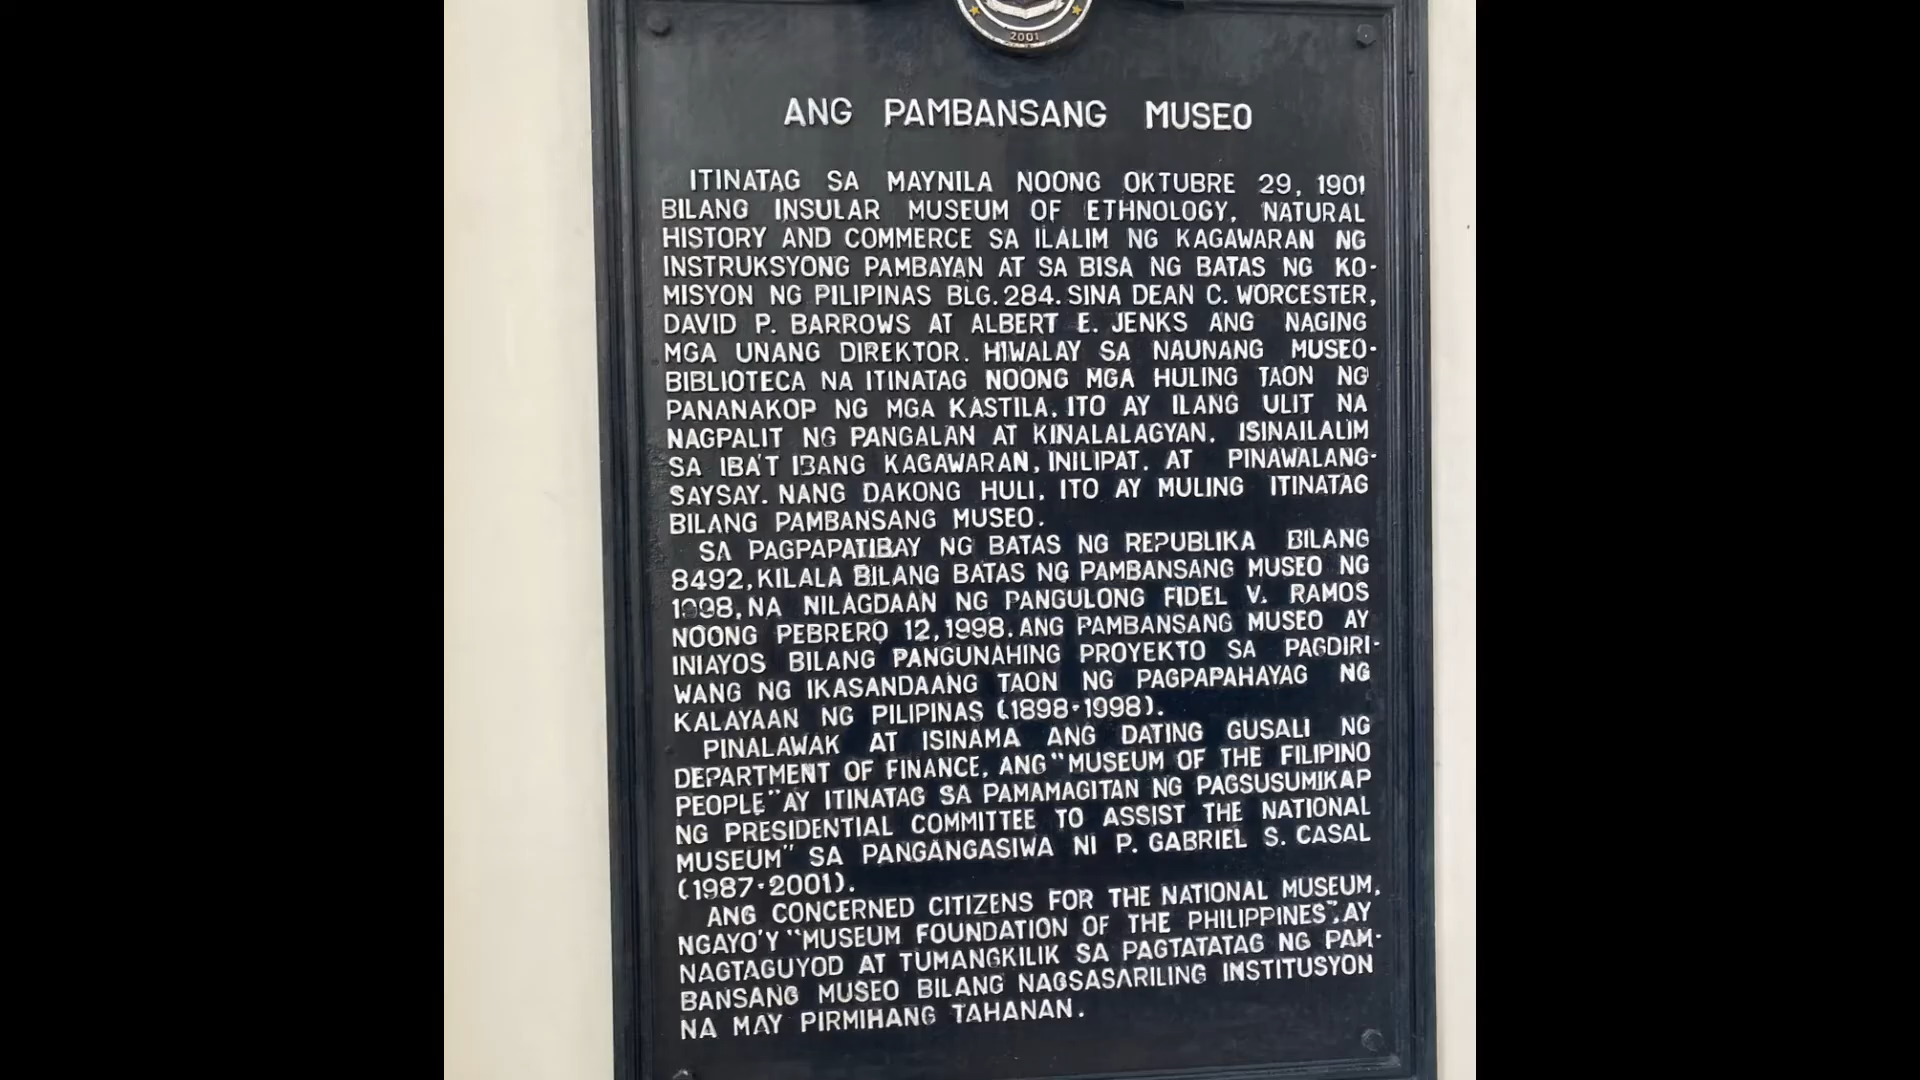 2001
ANG PAMBANSANG MUSEO
ITINATAG SA MAYNILA NOONG OKTUBRE 29, 1901
BILANG INSULAR MUSEUM OF ETHNOLOGY, NATURAL
HISTORY AND COMMERCE SA ILALIM NG KAGAWARAN NG
INSTRUKSYONG PAMBAYAN AT SA BISA NG BATAS NG KO-
MISYON NG PILIPINAS BLG. 284. SINA DEAN C. WORCESTER,
DAVID P. BARROWS AT ALBERT E. JENKS ANG NAGING
MGA UNANG DIREKTOR. HIWALAY SA NAUNANG MUSEO-
BIBLIOTECA NA ITINATAG NOONG MGA HULING TAON NG
PANANAKOP NG MGA KASTILA, ITO AY ILANG ULIT NA
NAGPALIT NG PANGALAN AT KINALALAGYAN, ISINAILALIM
SA IBA'T IBANG KAGAWARAN, INILIPAT, AT PINAWALANG-
SAYSAY. NANG DAKONG HULI, ITO AY MULING ITINATAG
BILANG PAMBANSANG MUSEO.
SA PAGPAPATIBAY NG BATAS NG REPUBLIKA BILANG
8492, KILALA BILANG BATAS NG PAMBANSANG MUSEO NG
1998, NA NILAGDAAN NG PANGULONG FIDEL V. RAMOS
NOONG PEBRERO 12, 1998. ANG PAMBANSANG MUSEO AY
INIAYOS BILANG PANGUNAHING PROYEKTO SA PAGDIRI-
WANG NG IKASANDAANG TAON NG PAGPAPAHAYAG NG
KALAYAAN NG PILIPINAS (1898-1998).
PINALAWAK AT ISINAMA ANG DATING GUSALI NG
DEPARTMENT OF FINANCE, ANG "MUSEUM OF THE FILIPINO
PEOPLE" AY ITINATAG SA PAMAMAGITAN NG PAGSUSUMIKAP
NG PRESIDENTIAL COMMITTEE TO ASSIST THE NATIONAL
MUSEUM" SA PANGANGASIWA NI P. GABRIEL S. CASAL
(1987-2001).
ANG CONCERNED CITIZENS FOR THE NATIONAL MUSEUM,
NGAYO'Y "MUSEUM FOUNDATION OF THE PHILIPPINES", AY
NAGTAGUYOD AT TUMANGKILIK SA PAGTATATAG NG PAM-
BANSANG MUSEO BILANG NAGSASARILING INSTITUSYON
NA MAY PIRMIHANG TAHANAN.